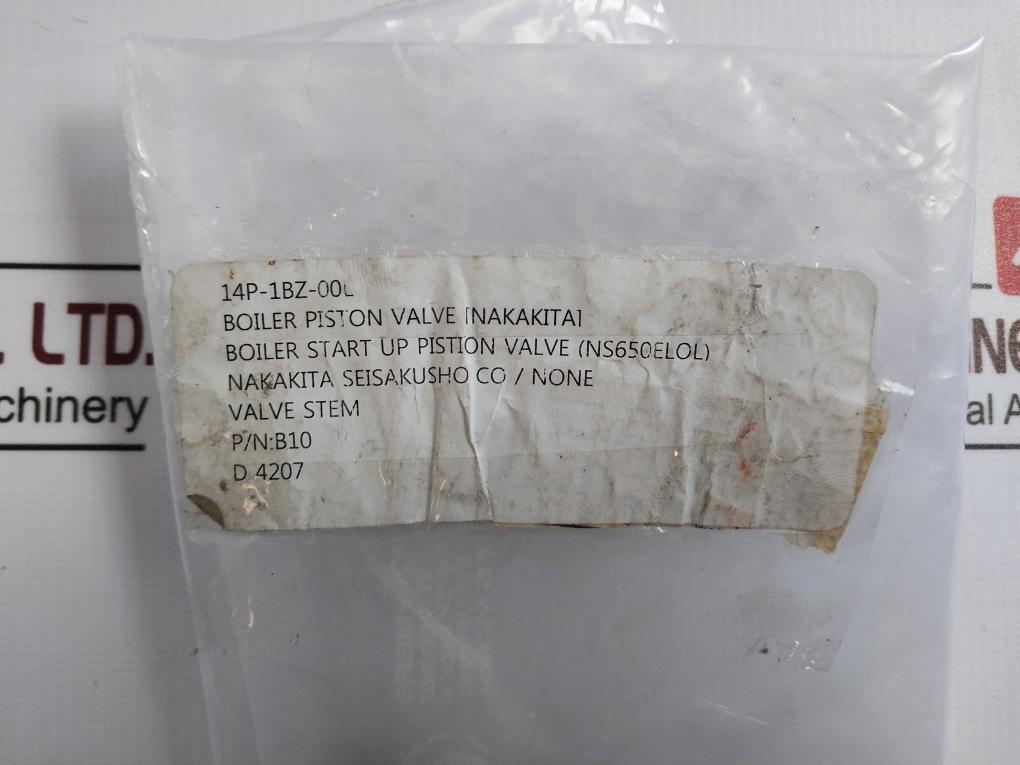 14P-1BZ-00L
BOILER PISTON VALVE [NAKAKITA]
BOILER START UP PISTION VALVE (NS650ELOL)
NAKAKITA SEISAKUSHO CO / NONE
VALVE STEM
P/N:B10
D 4207
LTD.
chinery
al A